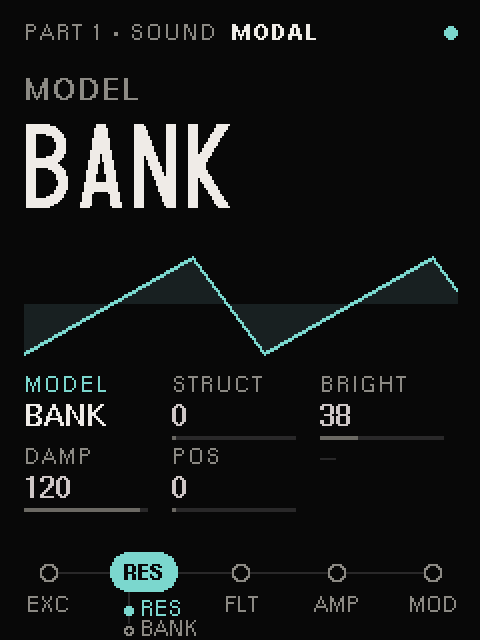 PART 1 · SOUND MODAL
MODEL
BANK
MODEL STRUCT BRIGHT
BANK 0 38
DAMP POS —
120 0
RES
EXC RES FLT AMP MOD
BANK